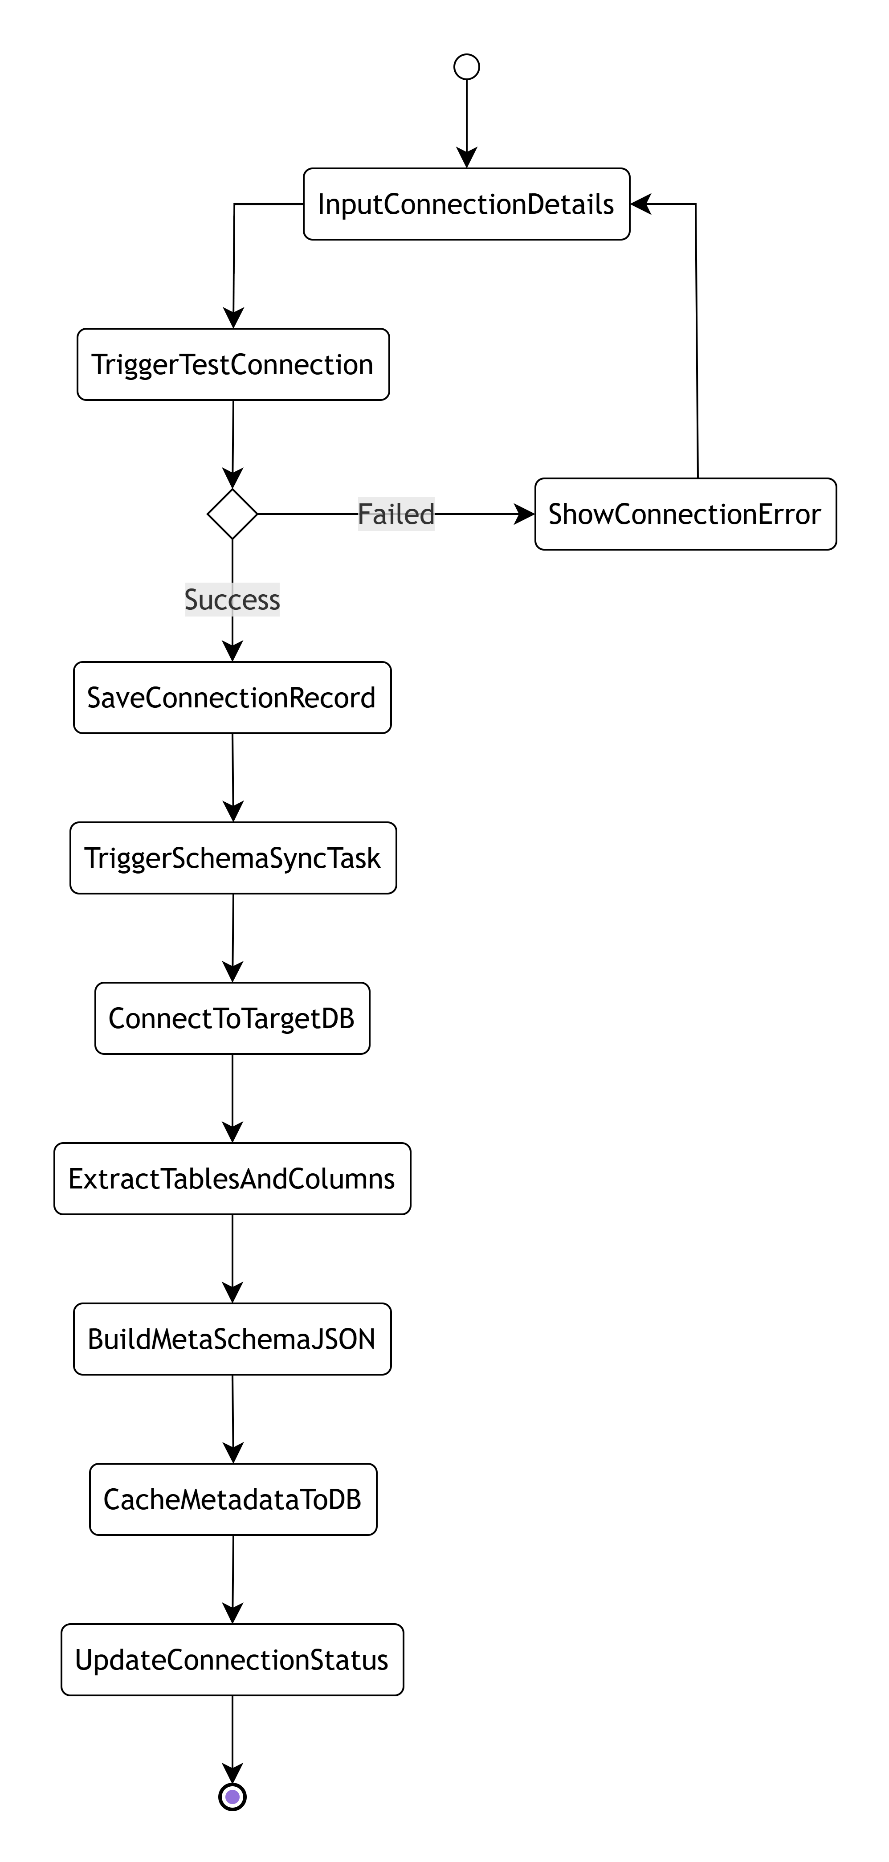 InputConnectionDetails
TriggerTestConnection
Failed
ShowConnectionError
Success
SaveConnectionRecord
TriggerSchemaSyncTask
ConnectToTargetDB
ExtractTablesAndColumns
BuildMetaSchemaJSON
CacheMetadataToDB
UpdateConnectionStatus